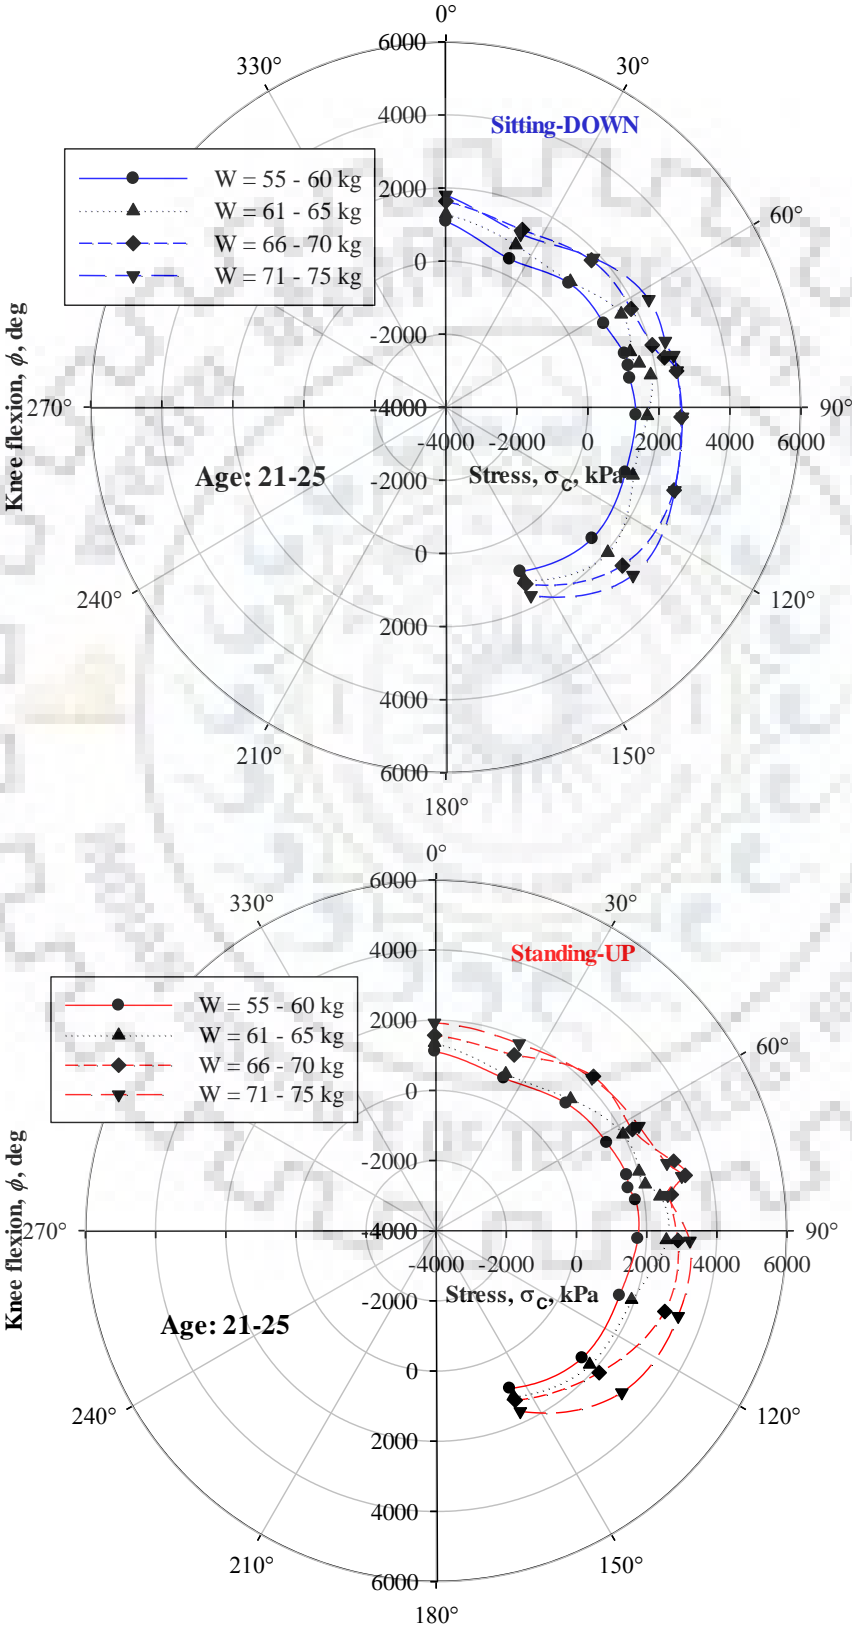 0°
6000
330°
30°
4000
Sitting-DOWN
W = 55 - 60 kg
W = 61 - 65 kg
W = 66 - 70 kg
W = 71 - 75 kg
2000
60°
0
-2000
Knee flexion, ϕ, deg
270°
-4000
90°
-4000 -2000 0 2000 4000 6000
Age: 21-25
Stress, σC, kPa
-2000
0
240°
120°
2000
4000
210°
150°
6000
180°
0°
6000
330°
30°
4000
Standing-UP
W = 55 - 60 kg
W = 61 - 65 kg
W = 66 - 70 kg
W = 71 - 75 kg
2000
60°
0
-2000
Knee flexion, ϕ, deg
270°
-4000
90°
-4000 -2000 0 2000 4000 6000
Stress, σC, kPa
-2000
Age: 21-25
0
240°
120°
2000
4000
210°
150°
6000
180°